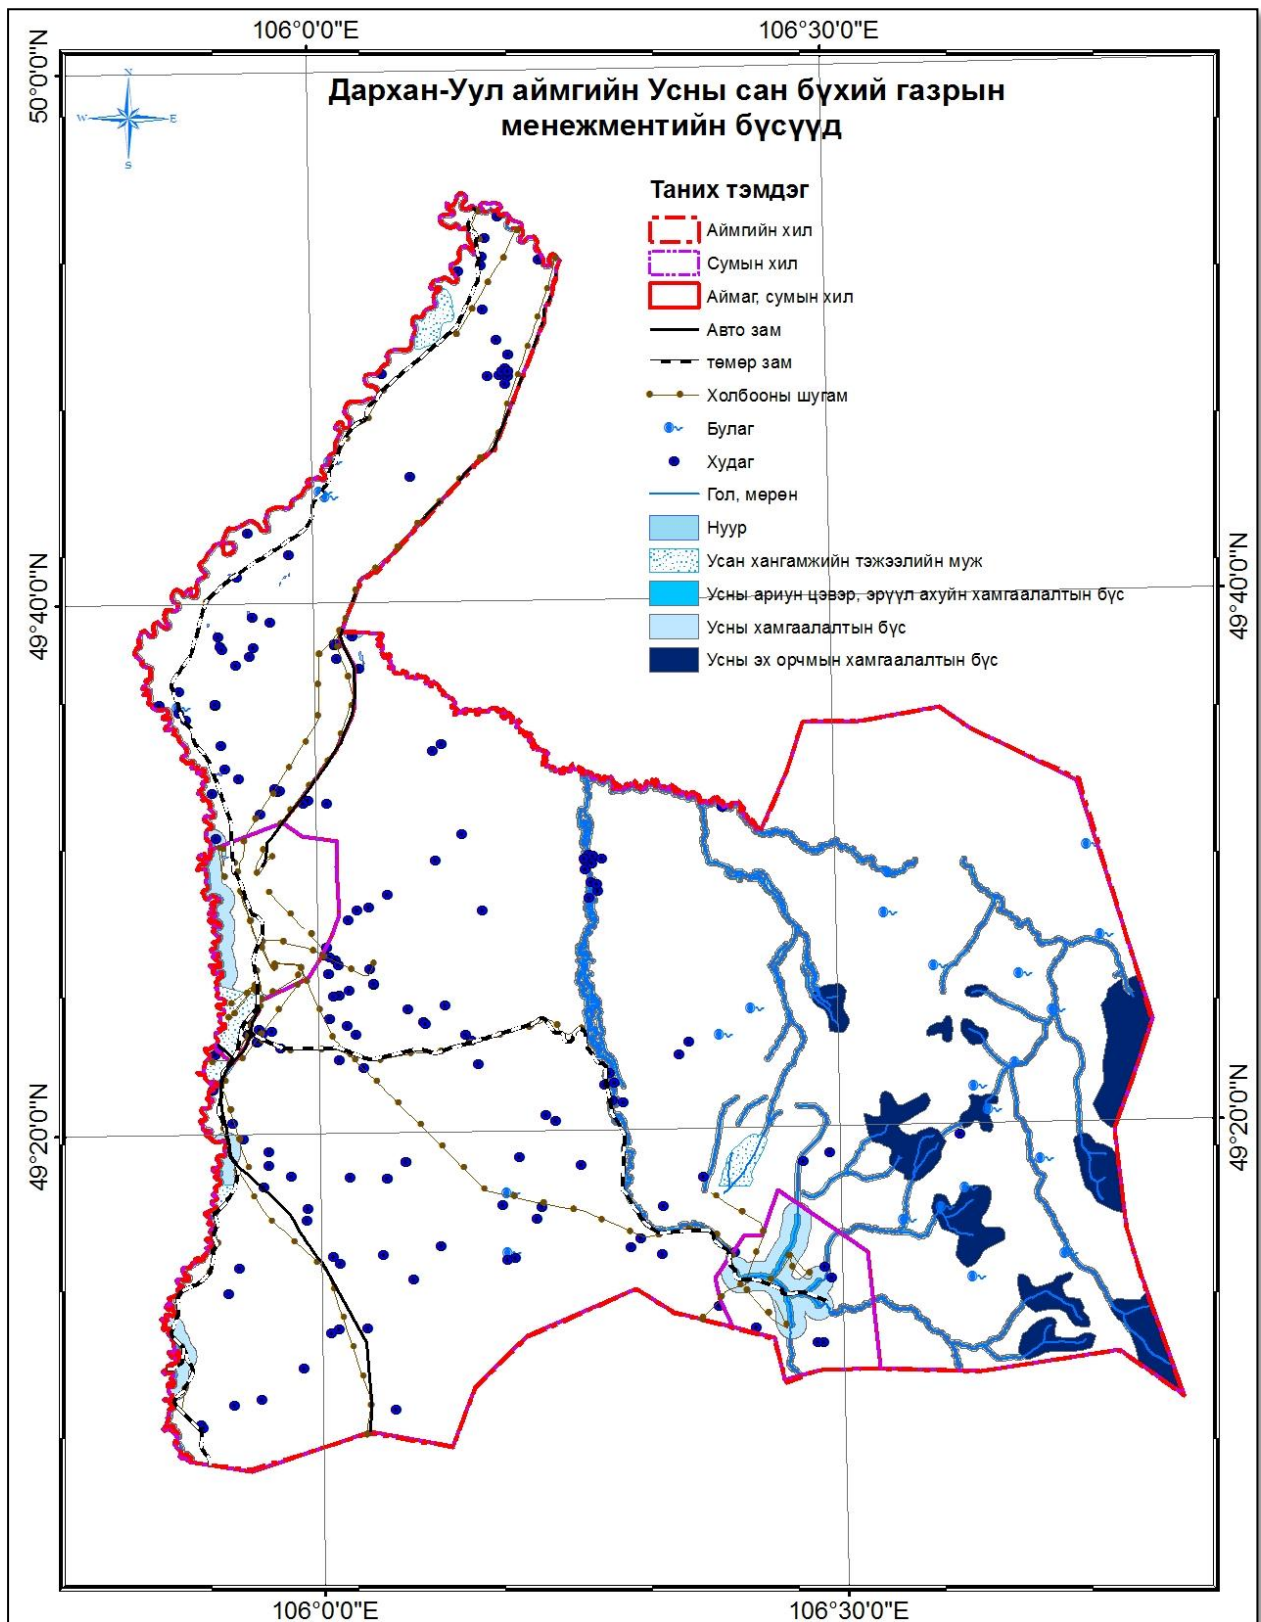 106°0'0"E 106°30'0"E
50°0'0"N
Дархан-Уул аймгийн Усны сан бүхий газрын
менежментийн бүсүүд
N
W E
S
Таних тэмдэг
Аймгийн хил
Сумын хил
Аймаг, сумын хил
Авто зам
төмөр зам
Холбооны шугам
Булаг
Худаг
Гол, мөрөн
Нуур
Усан хангамжийн тэжээлийн муж
Усны ариун цэвэр, эрүүл ахуйн хамгаалалтын бүс
Усны хамгаалалтын бүс
Усны эх орчмын хамгаалалтын бүс
49°40'0"N 49°40'0"N
49°20'0"N 49°20'0"N
106°0'0"E 106°30'0"E